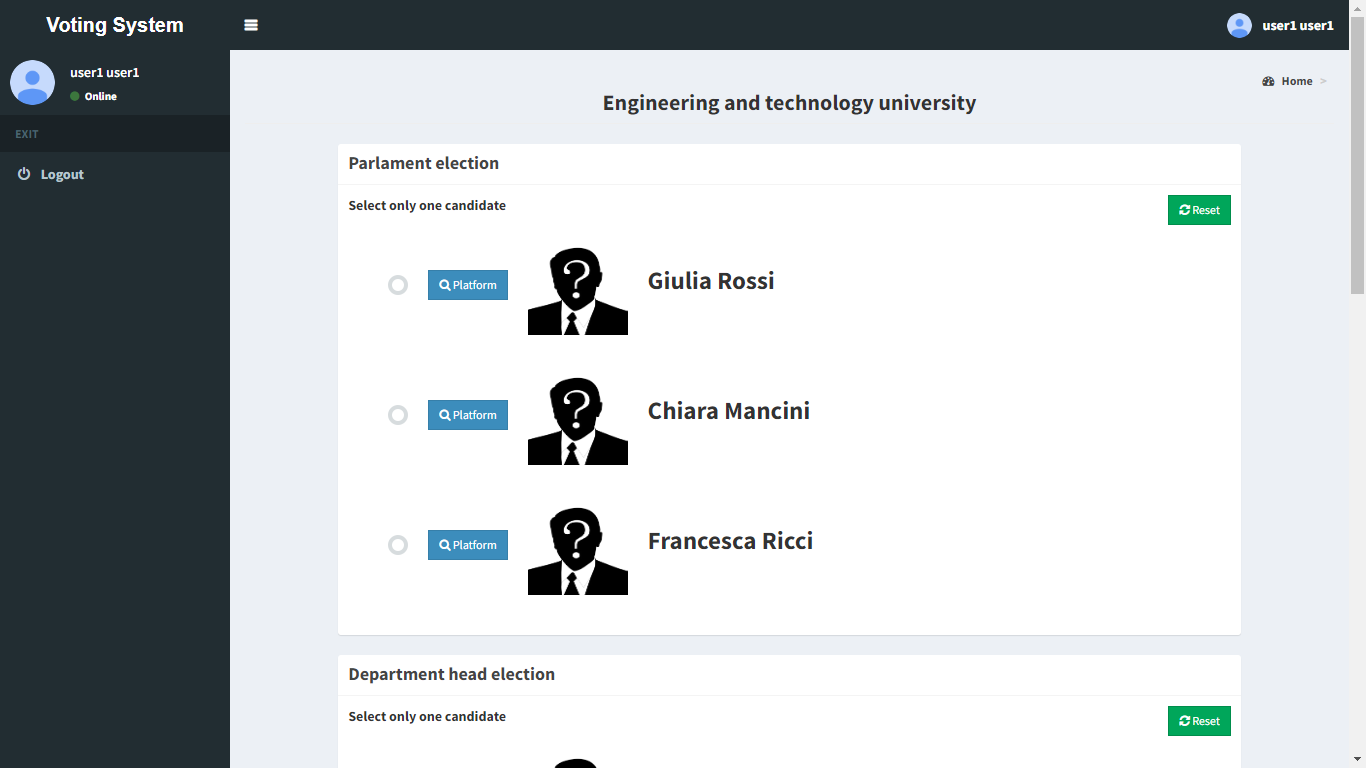 Voting System
user1 user1
user1 user1
Online
EXIT
Logout
Home >
Engineering and technology university
Parlament election
Select only one candidate
Reset
Platform
?
Giulia Rossi
Platform
?
Chiara Mancini
Platform
?
Francesca Ricci
Department head election
Select only one candidate
Reset